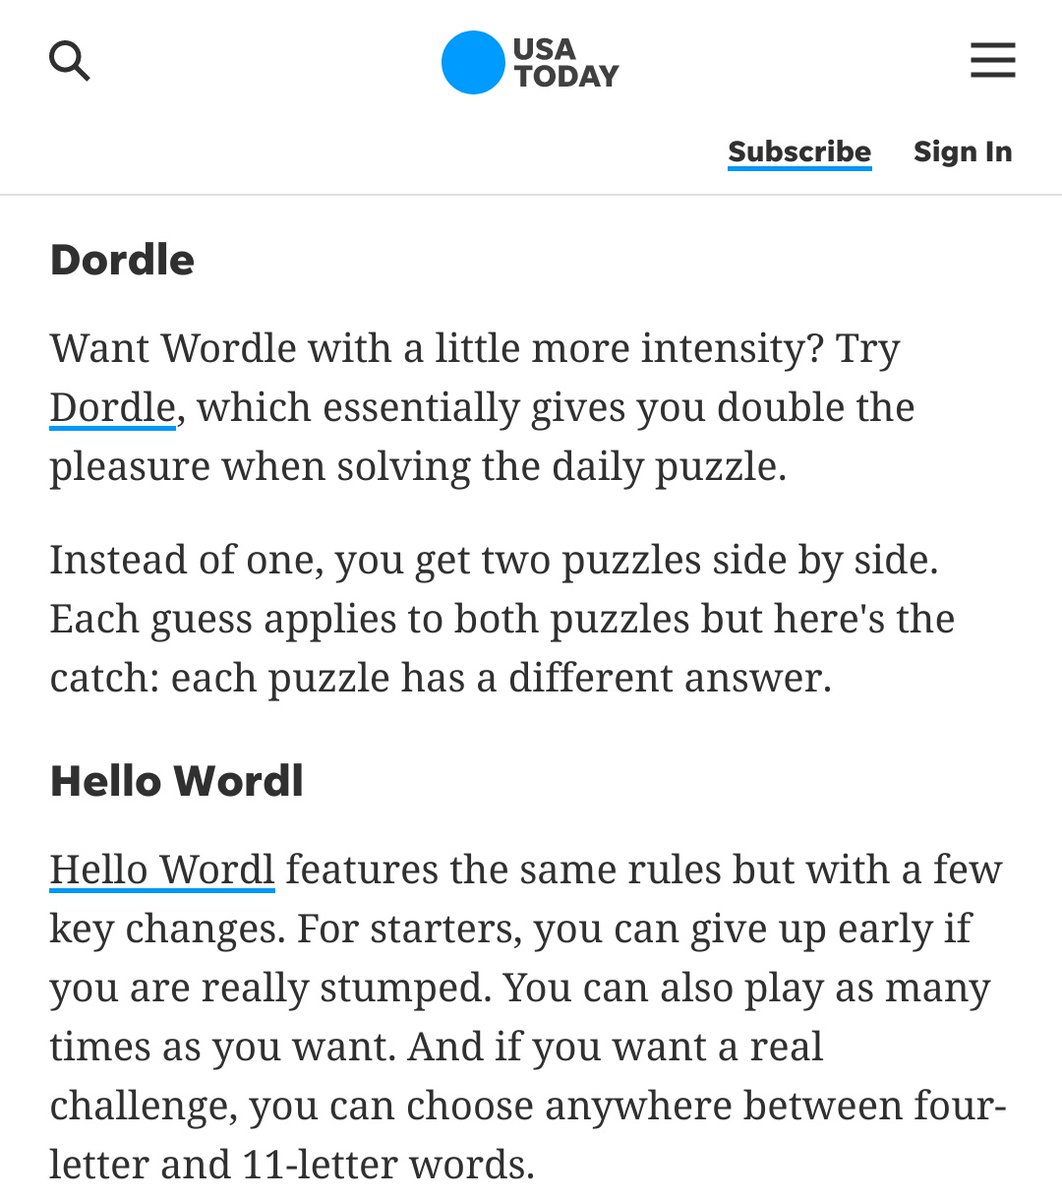 USA
TODAY
Subscribe Sign In
Dordle
Want Wordle with a little more intensity? Try
Dordle, which essentially gives you double the
pleasure when solving the daily puzzle.
Instead of one, you get two puzzles side by side.
Each guess applies to both puzzles but here's the
catch: each puzzle has a different answer.
Hello Wordl
Hello Wordl features the same rules but with a few
key changes. For starters, you can give up early if
you are really stumped. You can also play as many
times as you want. And if you want a real
challenge, you can choose anywhere between four-
letter and 11-letter words.